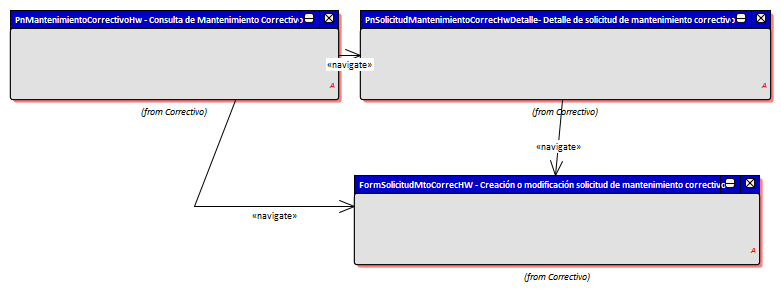 PnMantenimientoCorrectivoHw - Consulta de Mantenimiento Correctivo
PnSolicitudMantenimientoCorrecHwDetalle- Detalle de solicitud de mantenimiento correctivo
«navigate»
A
A
(from Correctivo)
(from Correctivo)
«navigate»
FormSolicitudMtoCorrecHW - Creación o modificación solicitud de mantenimiento correctivo
«navigate»
A
(from Correctivo)